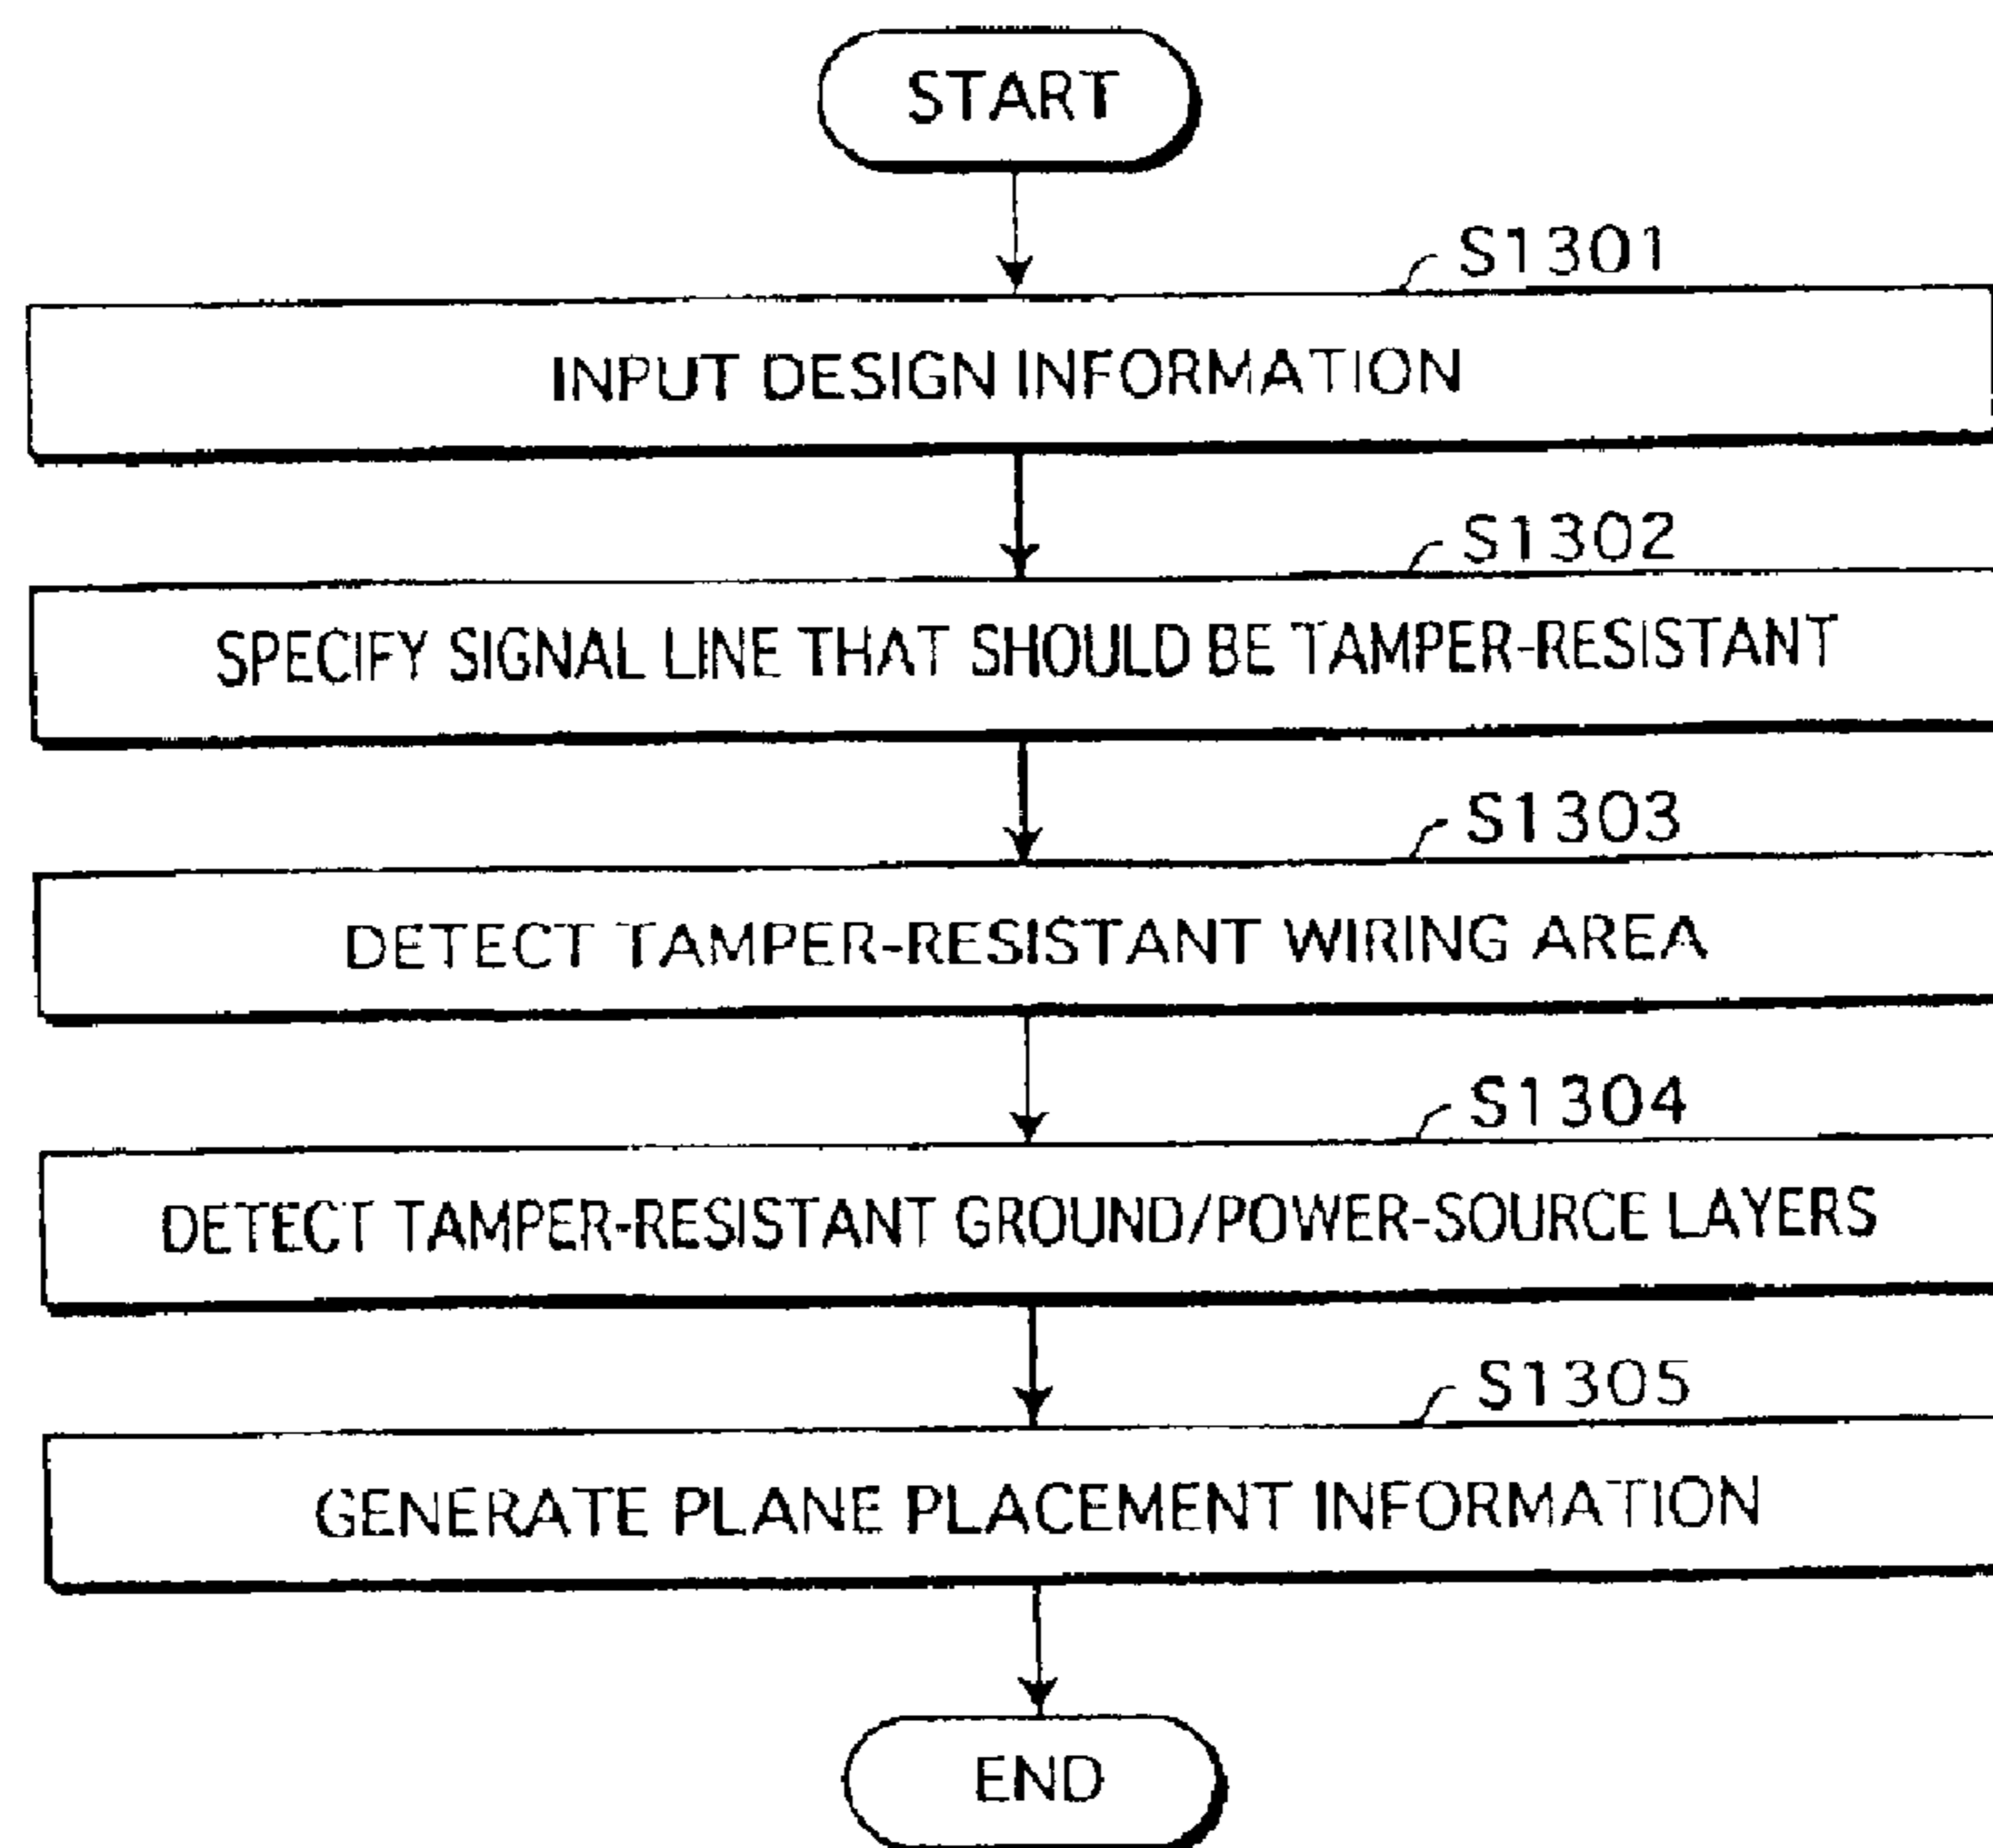 START
S1301
INPUT DESIGN INFORMATION
S1302
SPECIFY SIGNAL LINE THAT SHOULD BE TAMPER-RESISTANT
S1303
DETECT TAMPER-RESISTANT WIRING AREA
S1304
DETECT TAMPER-RESISTANT GROUND/POWER-SOURCE LAYERS
S1305
GENERATE PLANE PLACEMENT INFORMATION
END